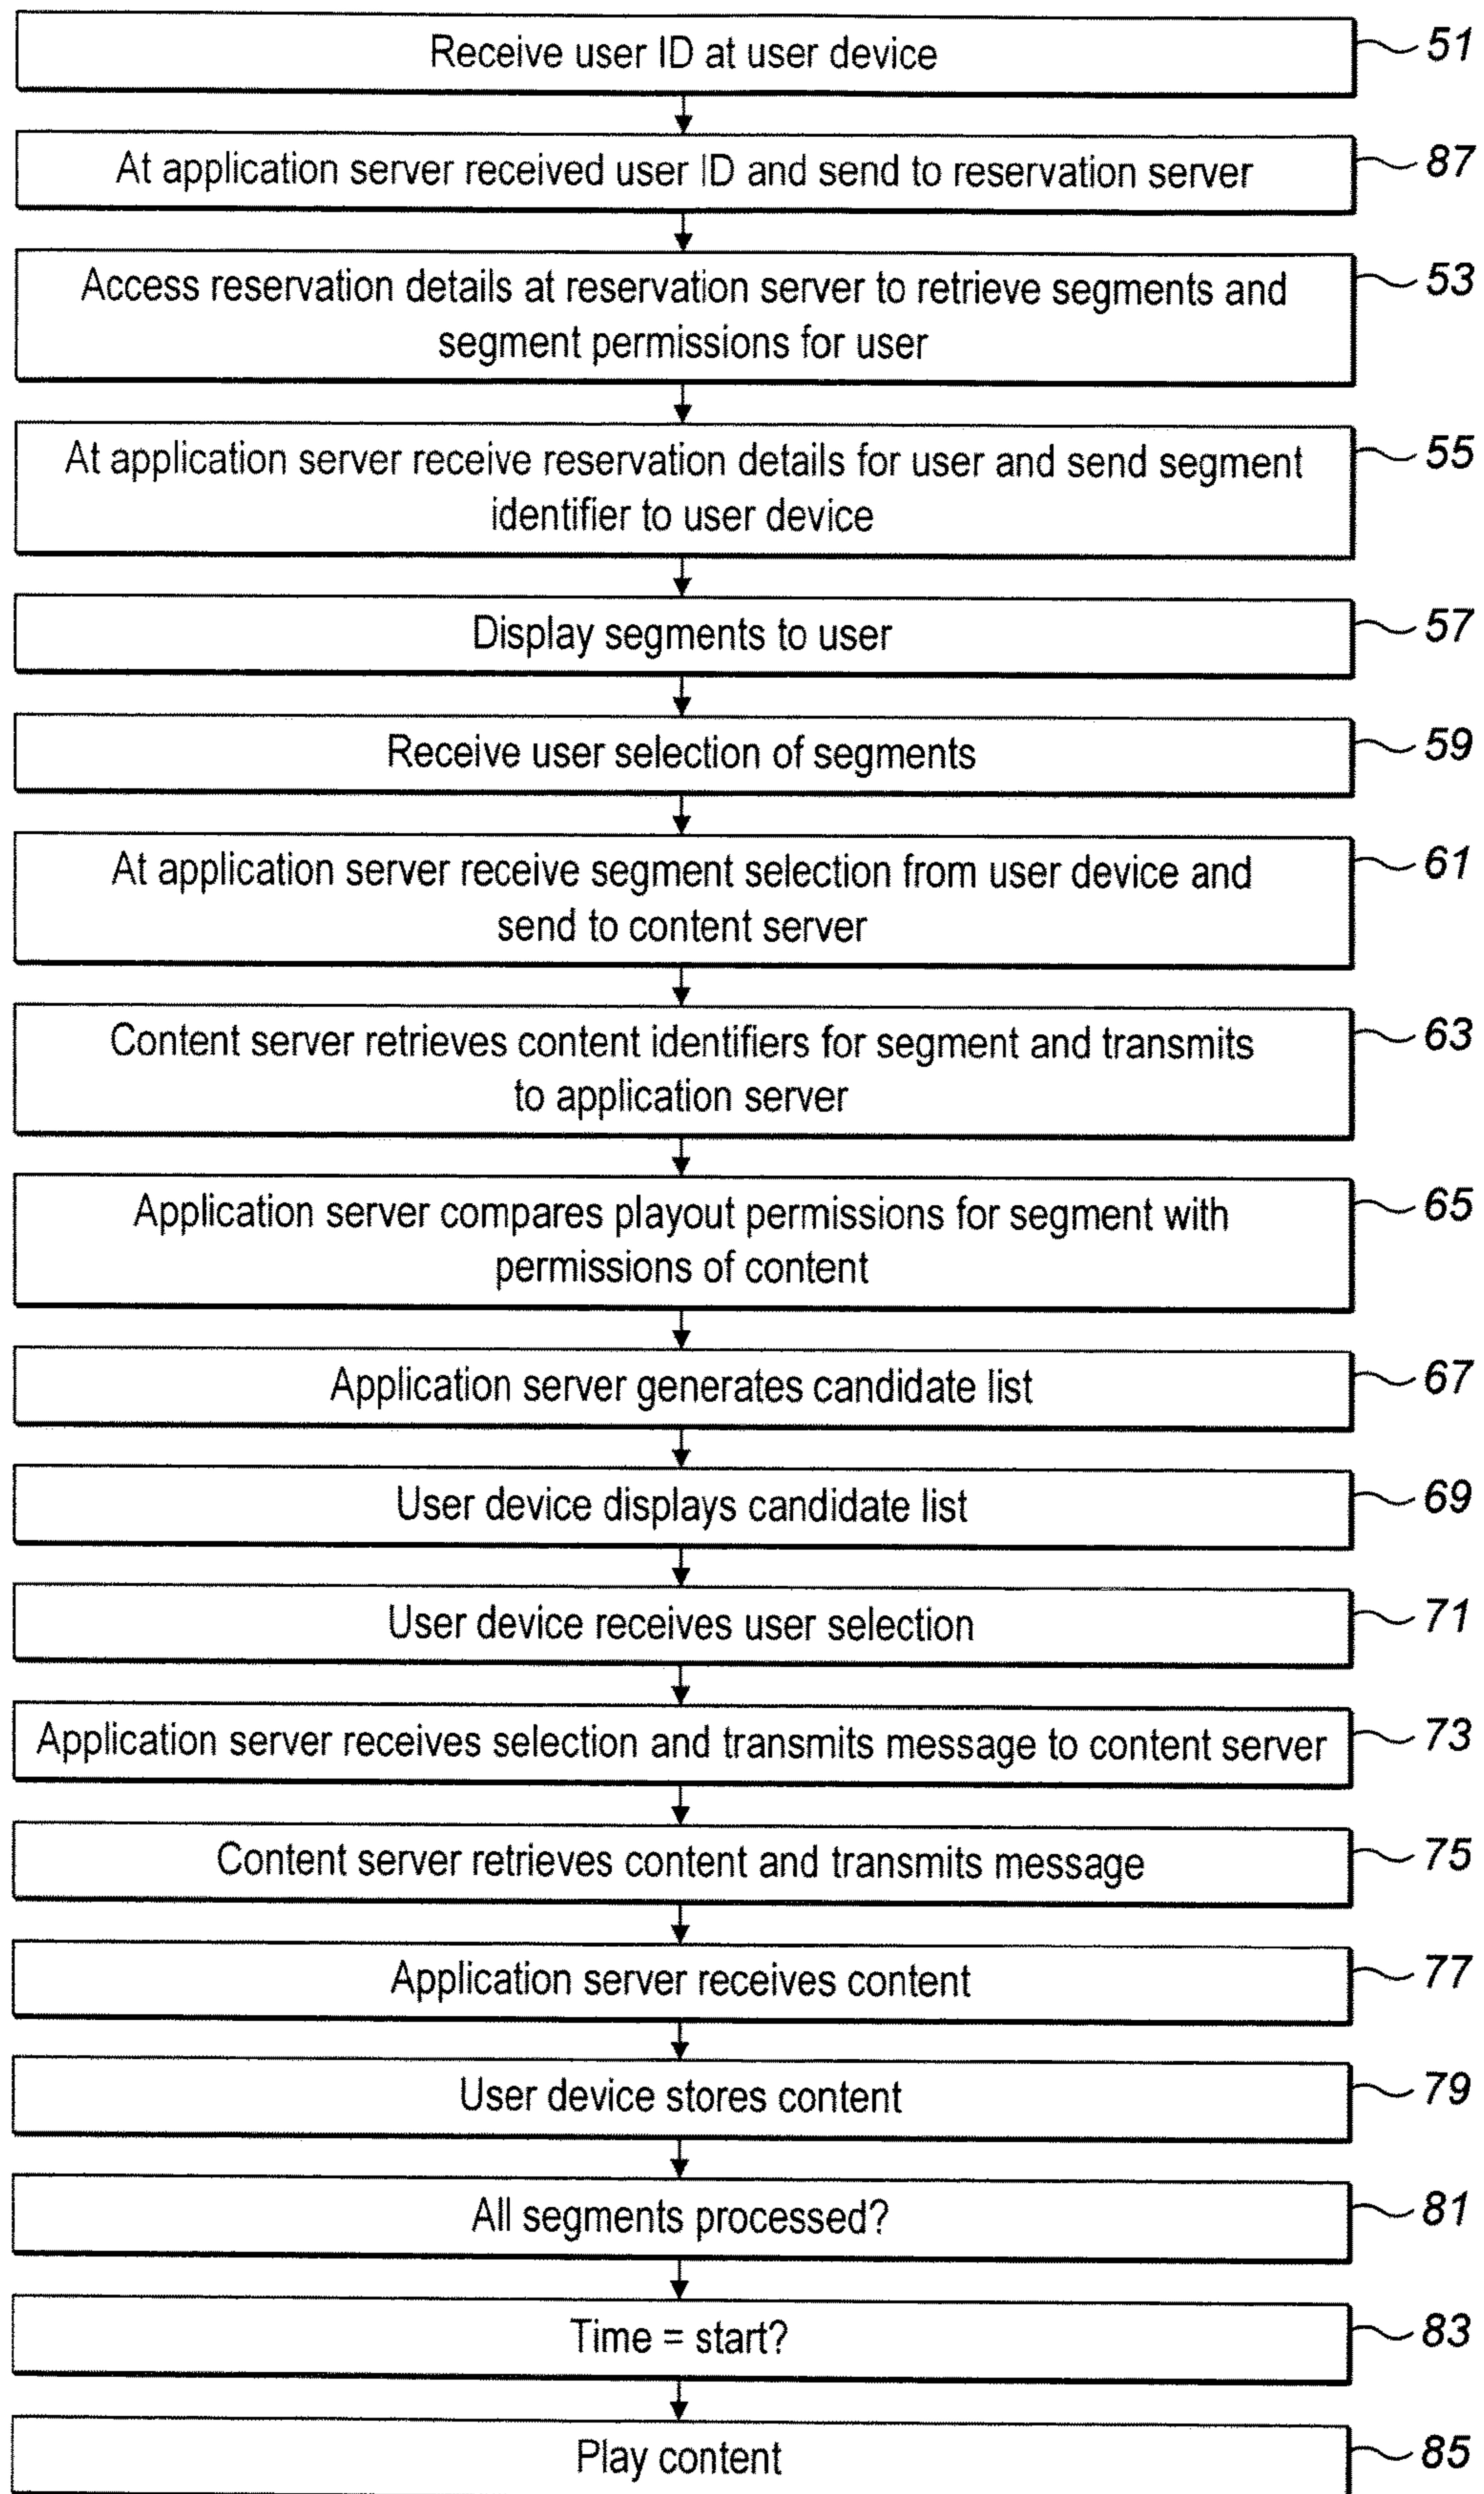 Receive user ID at user device
51
At application server received user ID and send to reservation server
87
Access reservation details at reservation server to retrieve segments and
segment permissions for user
53
At application server receive reservation details for user and send segment
identifier to user device
55
Display segments to user
57
Receive user selection of segments
59
At application server receive segment selection from user device and
send to content server
61
Content server retrieves content identifiers for segment and transmits
to application server
63
Application server compares playout permissions for segment with
permissions of content
65
Application server generates candidate list
67
User device displays candidate list
69
User device receives user selection
71
Application server receives selection and transmits message to content server
73
Content server retrieves content and transmits message
75
Application server receives content
77
User device stores content
79
All segments processed?
81
Time = start?
83
Play content
85